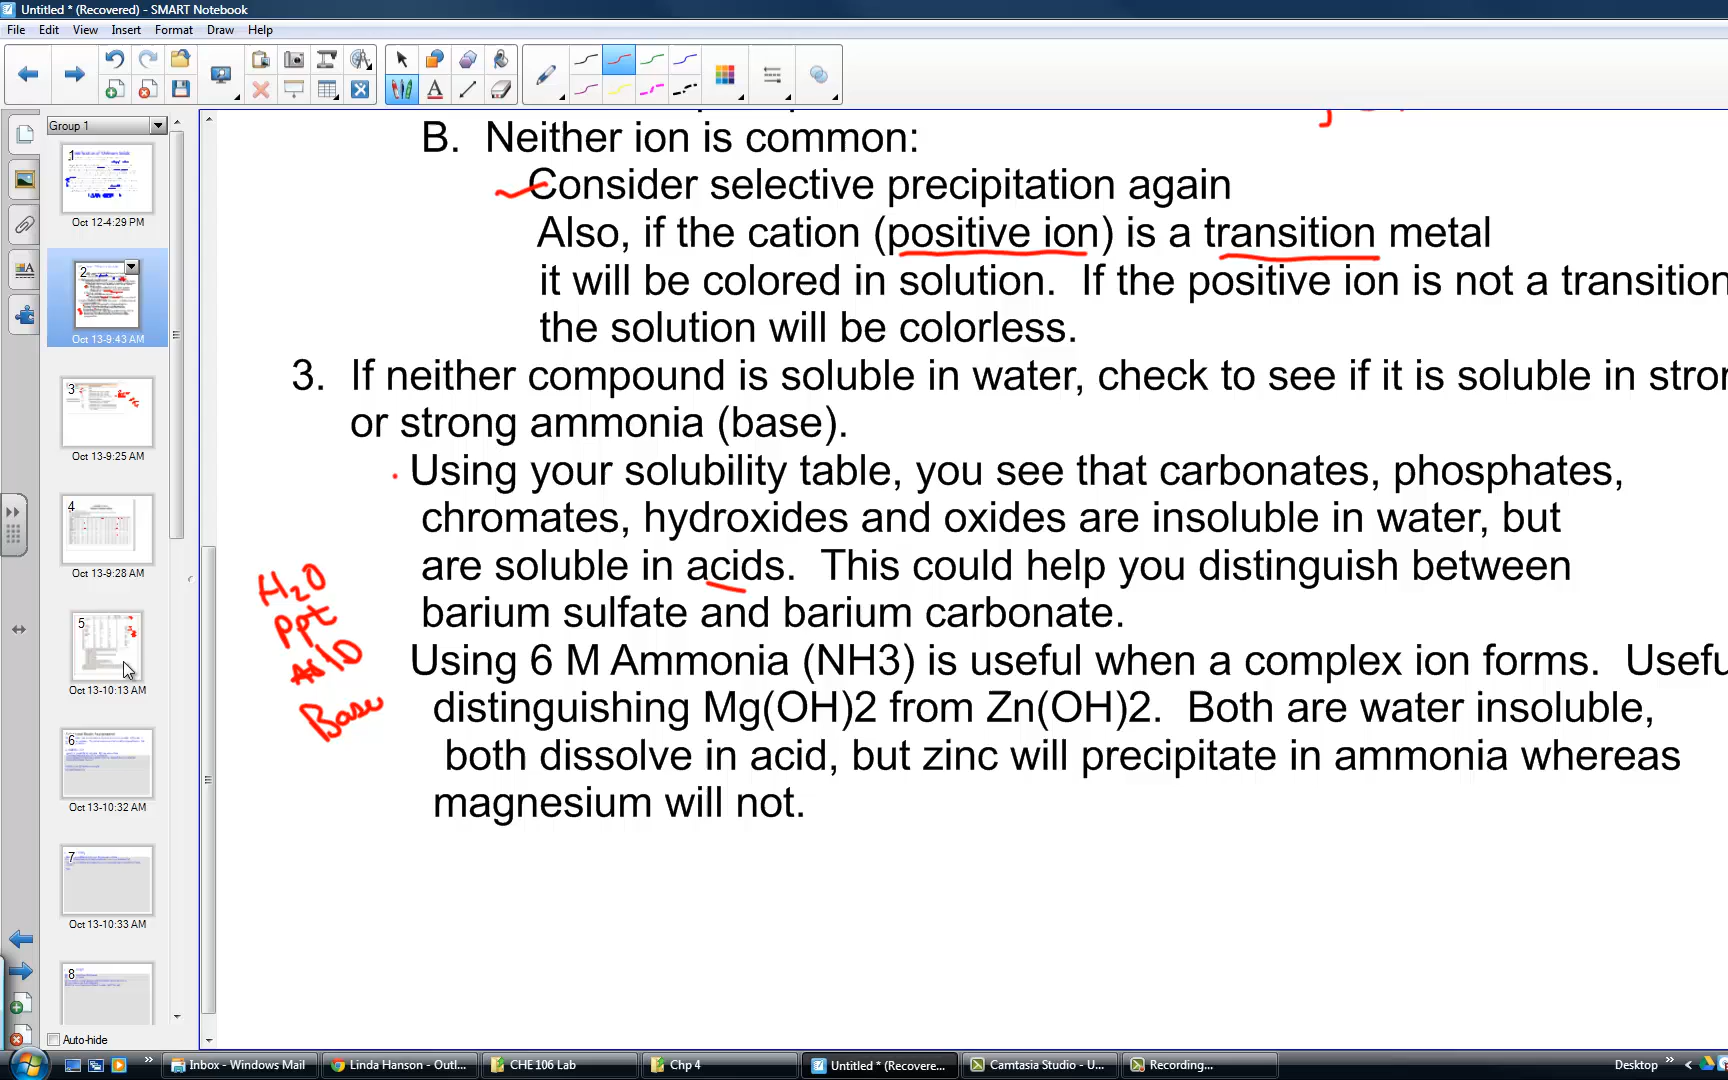 Untitled * (Recovered) - SMART Notebook
File Edit View Insert Format Draw Help
Group 1
1
Oct 12-4:29 PM
2
Oct 13-9:43 AM
3
Oct 13-9:25 AM
4
Oct 13-9:28 AM
5
Oct 13-10:13 AM
6
Oct 13-10:32 AM
7
Oct 13-10:33 AM
8
Auto-hide
B. Neither ion is common:
Consider selective precipitation again
Also, if the cation (positive ion) is a transition metal
it will be colored in solution. If the positive ion is not a transition
the solution will be colorless.
3. If neither compound is soluble in water, check to see if it is soluble in stron
or strong ammonia (base).
Using your solubility table, you see that carbonates, phosphates,
chromates, hydroxides and oxides are insoluble in water, but
are soluble in acids. This could help you distinguish between
barium sulfate and barium carbonate.
Using 6 M Ammonia (NH3) is useful when a complex ion forms. Usefu
distinguishing Mg(OH)2 from Zn(OH)2. Both are water insoluble,
both dissolve in acid, but zinc will precipitate in ammonia whereas
magnesium will not.
H2O
Ppt
Acid
Base
Inbox - Windows Mail
Linda Hanson - Outl...
CHE 106 Lab
Chp 4
Untitled * (Recovere...
Camtasia Studio - U...
Recording...
Desktop